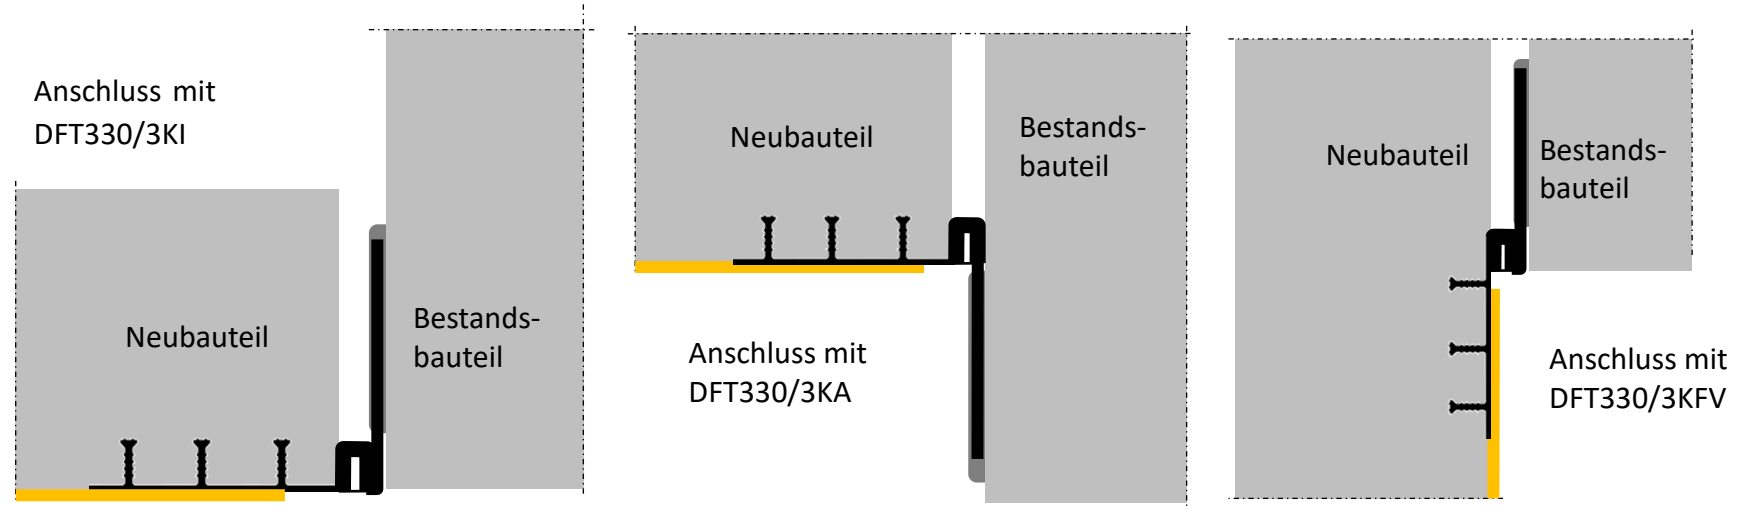 Anschluss mit
DFT330/3KI
Neubauteil
Bestands-
bauteil
Neubauteil
Bestands-
bauteil
Anschluss mit
DFT330/3KA
Neubauteil
Bestands-
bauteil
Anschluss mit
DFT330/3KFV